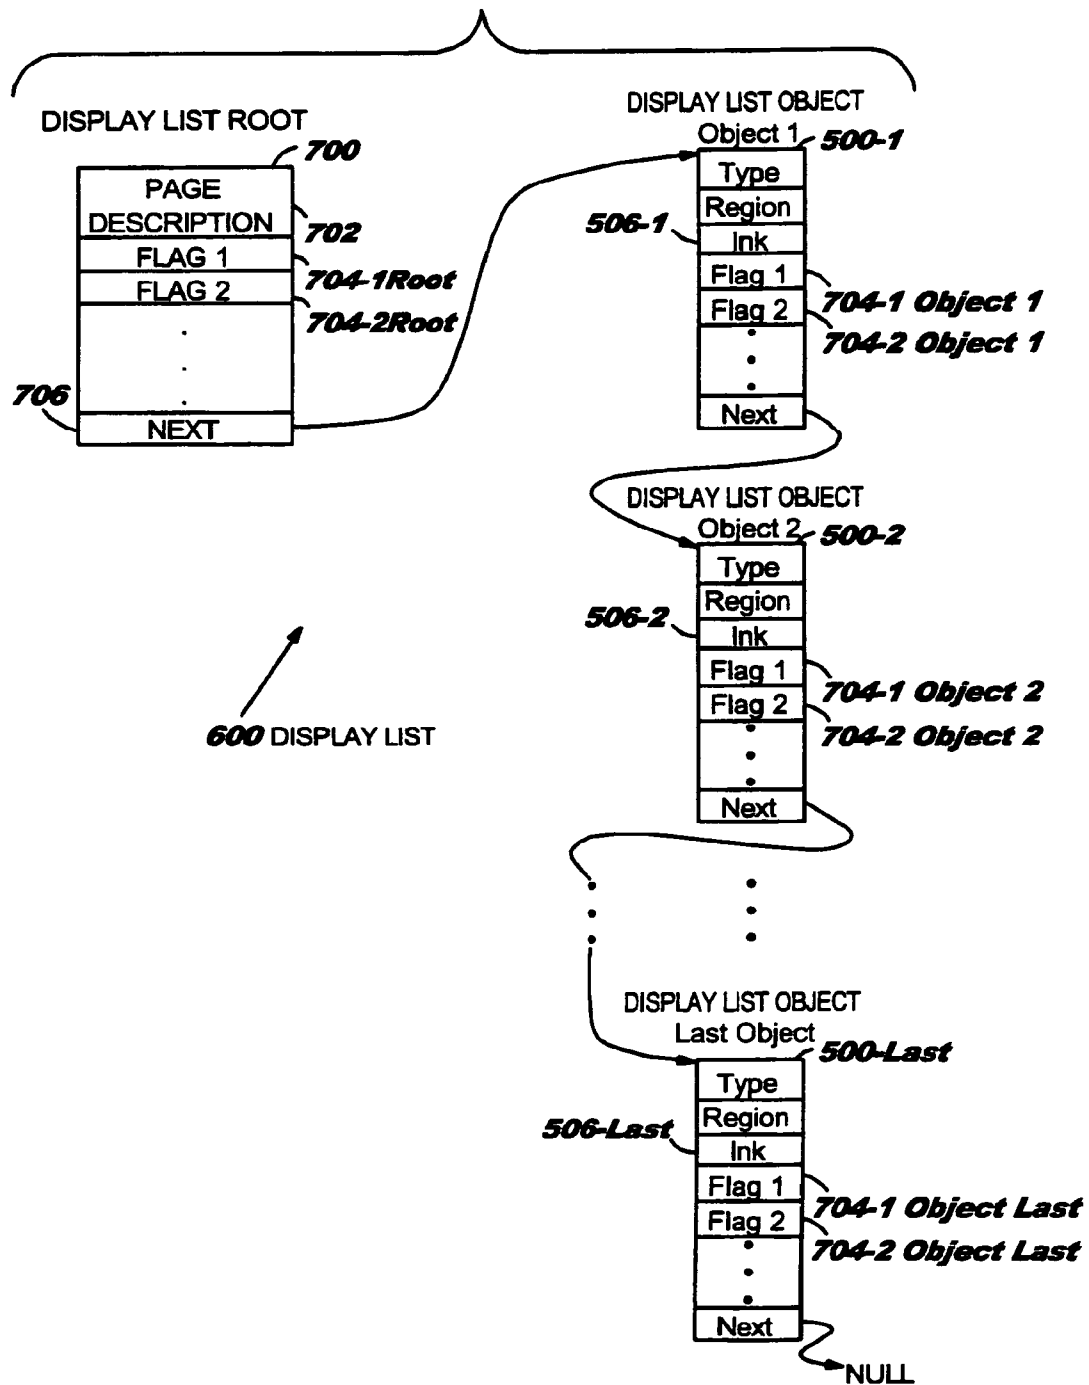 DISPLAY LIST ROOT
700
PAGE
DESCRIPTION
702
FLAG 1
704-1Root
FLAG 2
704-2Root
706
NEXT
DISPLAY LIST OBJECT
Object 1
500-1
Type
Region
506-1
Ink
Flag 1
704-1 Object 1
Flag 2
704-2 Object 1
Next
DISPLAY LIST OBJECT
Object 2
500-2
Type
Region
506-2
Ink
Flag 1
704-1 Object 2
Flag 2
704-2 Object 2
Next
600 DISPLAY LIST
DISPLAY LIST OBJECT
Last Object
500-Last
Type
Region
506-Last
Ink
Flag 1
704-1 Object Last
Flag 2
704-2 Object Last
Next
NULL